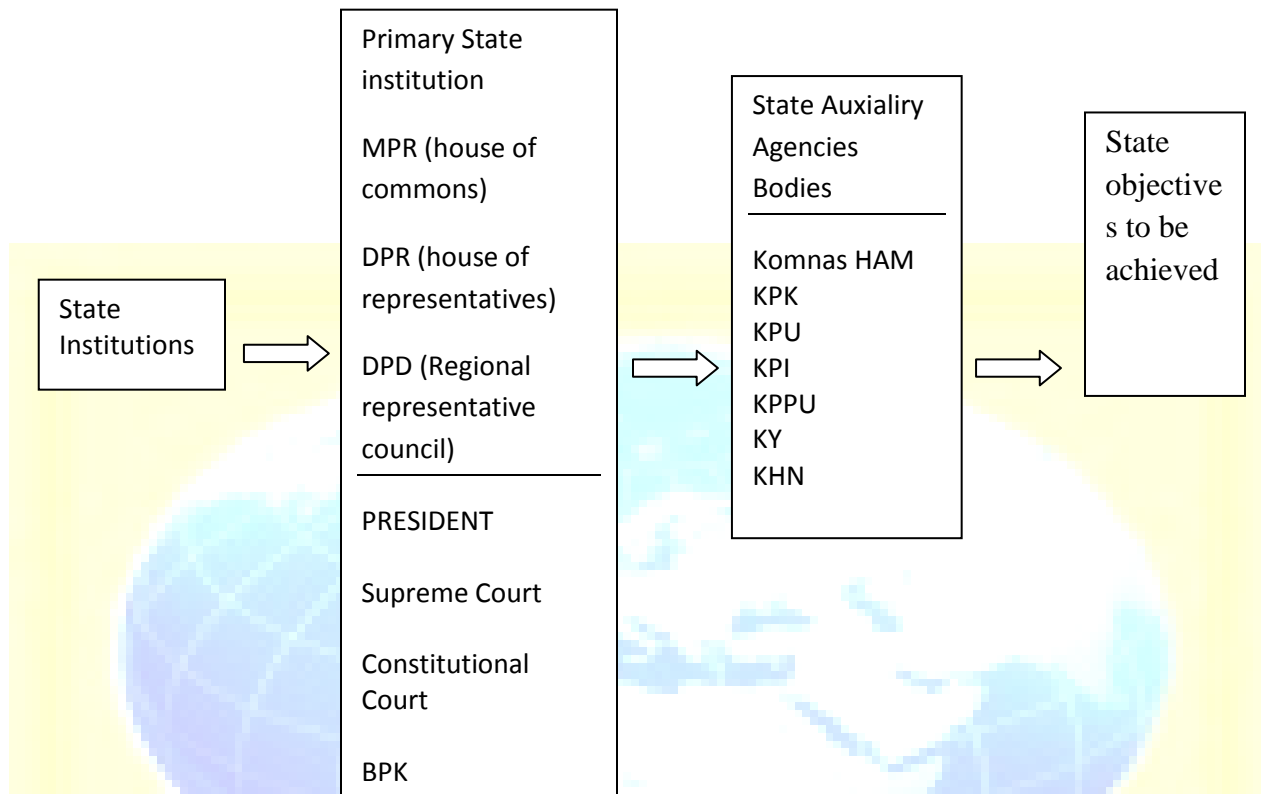 State
Institutions
Primary State
institution
MPR (house of
commons)
DPR (house of
representatives)
DPD (Regional
representative
council)
PRESIDENT
Supreme Court
Constitutional
Court
BPK
State Auxialiry
Agencies
Bodies
Komnas HAM
KPK
KPU
KPI
KPPU
KY
KHN
State
objective
s to be
achieved